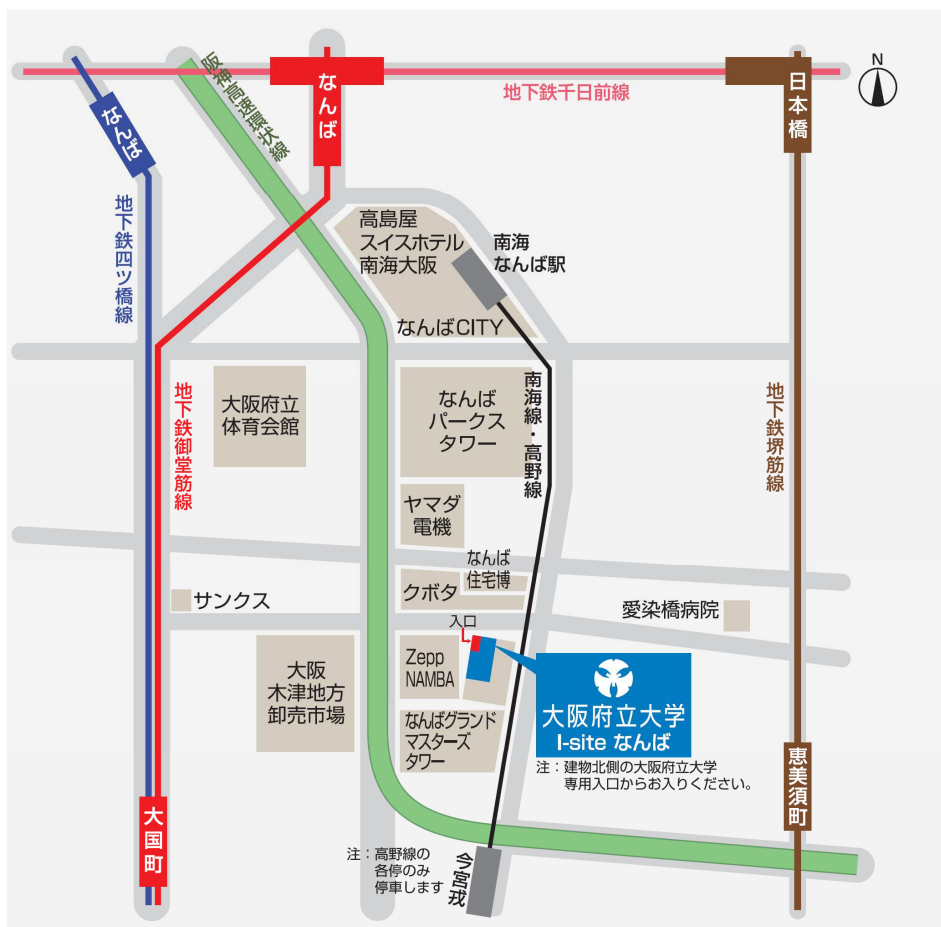 N
なんば
日本橋
地下鉄千日前線
なんば
阪神高速環状線
地下鉄四ツ橋線
高島屋
スイスホテル
南海大阪
南海
なんば駅
なんばCITY
地下鉄御堂筋線
大阪府立
体育会館
なんば
パークス
タワー
南海線・高野線
地下鉄堺筋線
ヤマダ
電機
なんば
住宅博
クボタ
サンクス
愛染橋病院
入口
Zepp
NAMBA
大阪
木津地方
卸売市場
大阪府立大学
I-site なんば
なんばグランド
マスターズ
タワー
注：建物北側の大阪府立大学
専用入口からお入りください。
恵美須町
大国町
注：高野線の
各停のみ
停車します
今宮戎